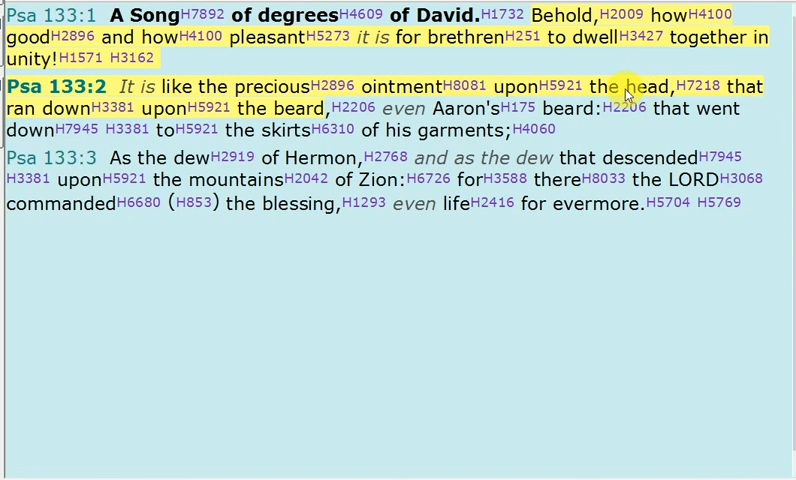 Psa 133:1 A SongH7892 of degreesH4609 of David.H1732 Behold,H2009 howH4100
goodH2896 and howH4100 pleasantH5273 it is for brethrenH251 to dwellH3427 together in
unity!H1571 H3162
Psa 133:2 It is like the preciousH2896 ointmentH8081 uponH5921 the head,H7218 that
ran downH3381 uponH5921 the beard,H2206 even Aaron'sH175 beard:H2206 that went
downH7945 H3381 toH5921 the skirtsH6310 of his garments;H4060
Psa 133:3 As the dewH2919 of Hermon,H2768 and as the dew that descendedH7945
H3381 uponH5921 the mountainsH2042 of Zion:H6726 forH3588 thereH8033 the LORDH3068
commandedH6680 (H853) the blessing,H1293 even lifeH2416 for evermore.H5704 H5769